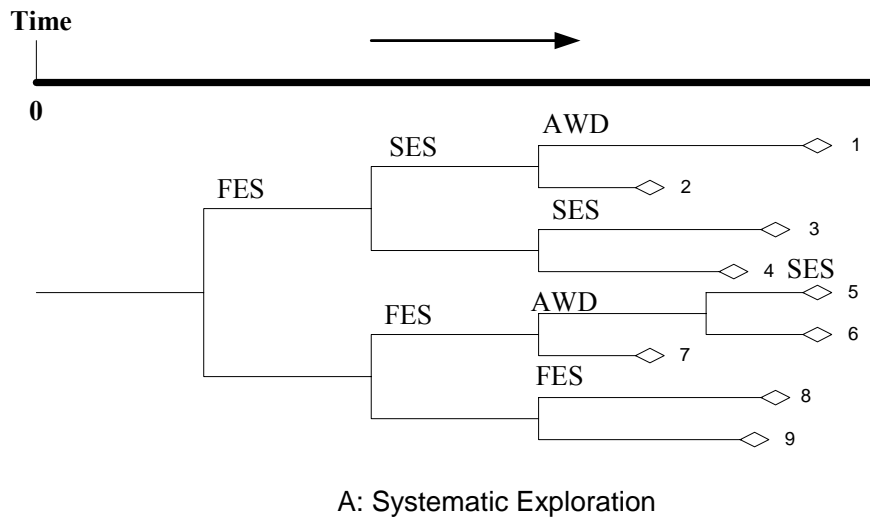 Time
0
AWD
1
SES
2
FES
SES
3
4
SES
5
AWD
FES
6
7
FES
8
9
A: Systematic Exploration